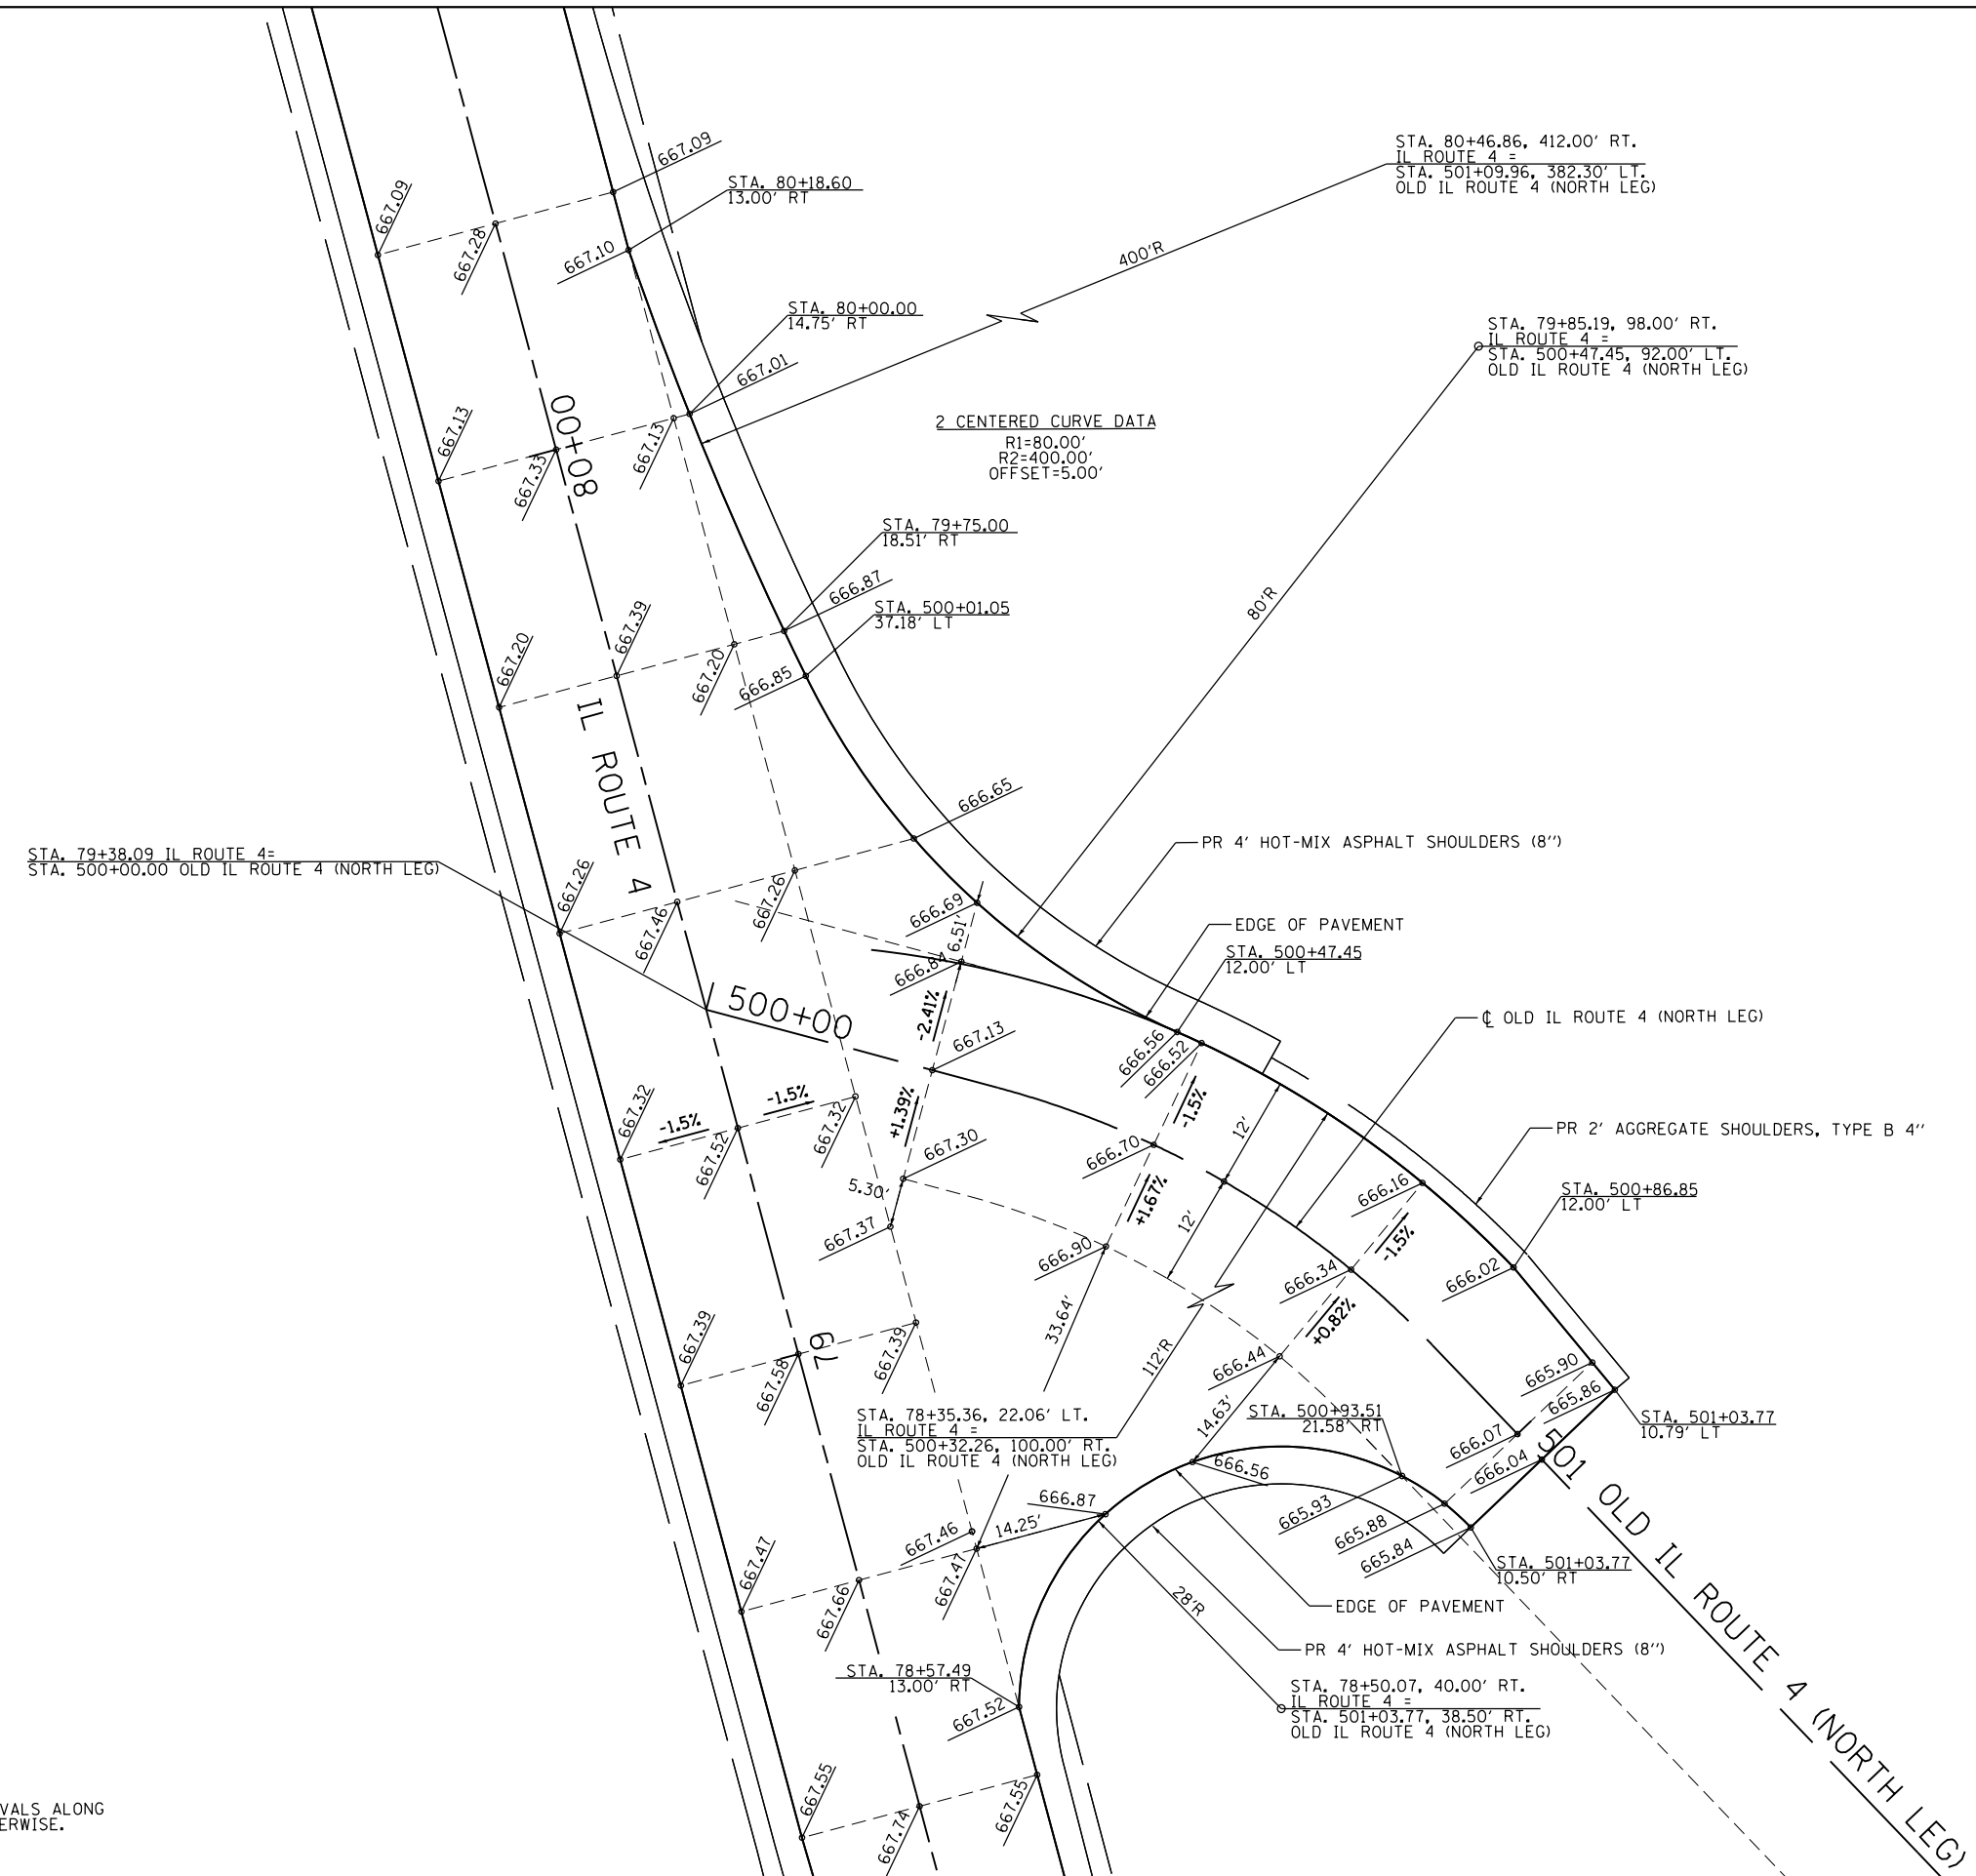 667.09
STA. 80+46.86, 412.00' RT.
IL ROUTE 4 =
STA. 501+09.96, 382.30' LT.
OLD IL ROUTE 4 (NORTH LEG)
STA. 80+18.60
13.00' RT
667.09
667.28
667.10
400'R
STA. 80+00.00
14.75' RT
STA. 79+85.19, 98.00' RT.
IL ROUTE 4 =
STA. 500+47.45, 92.00' LT.
OLD IL ROUTE 4 (NORTH LEG)
667.01
80+00
667.13
667.33
667.13
2 CENTERED CURVE DATA
R1=80.00'
R2=400.00'
OFFSET=5.00'
STA. 79+75.00
18.51' RT
666.87
STA. 500+01.05
37.18' LT
80'R
667.20
667.39
667.20
666.85
IL ROUTE 4
666.65
PR 4' HOT-MIX ASPHALT SHOULDERS (8")
STA. 79+38.09 IL ROUTE 4=
STA. 500+00.00 OLD IL ROUTE 4 (NORTH LEG)
667.26
667.46
667.26
666.69
6.51'
EDGE OF PAVEMENT
STA. 500+47.45
12.00' LT
666.84
500+00
-2.41%
℄ OLD IL ROUTE 4 (NORTH LEG)
667.13
666.56
666.52
-1.5%
667.32
-1.5%
-1.5%
667.52
667.32
+1.39%
667.30
666.70
12'
PR 2' AGGREGATE SHOULDERS, TYPE B 4"
5.30'
667.37
+1.67%
12'
666.16
STA. 500+86.85
12.00' LT
666.90
666.34
-1.5%
666.02
33.64'
+0.82%
667.39
79
667.58
667.39
112'R
666.44
665.90
665.86
STA. 78+35.36, 22.06' LT.
IL ROUTE 4 =
STA. 500+32.26, 100.00' RT.
OLD IL ROUTE 4 (NORTH LEG)
14.63'
STA. 500+93.51
21.58' RT
STA. 501+03.77
10.79' LT
666.07
666.04
666.56
501
OLD IL ROUTE 4 (NORTH LEG)
666.87
665.93
665.88
665.84
667.46
14.25'
667.47
667.47
667.66
28'R
STA. 501+03.77
10.50' RT
EDGE OF PAVEMENT
PR 4' HOT-MIX ASPHALT SHOULDERS (8")
STA. 78+57.49
13.00' RT
667.52
STA. 78+50.07, 40.00' RT.
IL ROUTE 4 =
STA. 501+03.77, 38.50' RT.
OLD IL ROUTE 4 (NORTH LEG)
667.55
667.74
667.55
VALS ALONG
ERWISE.